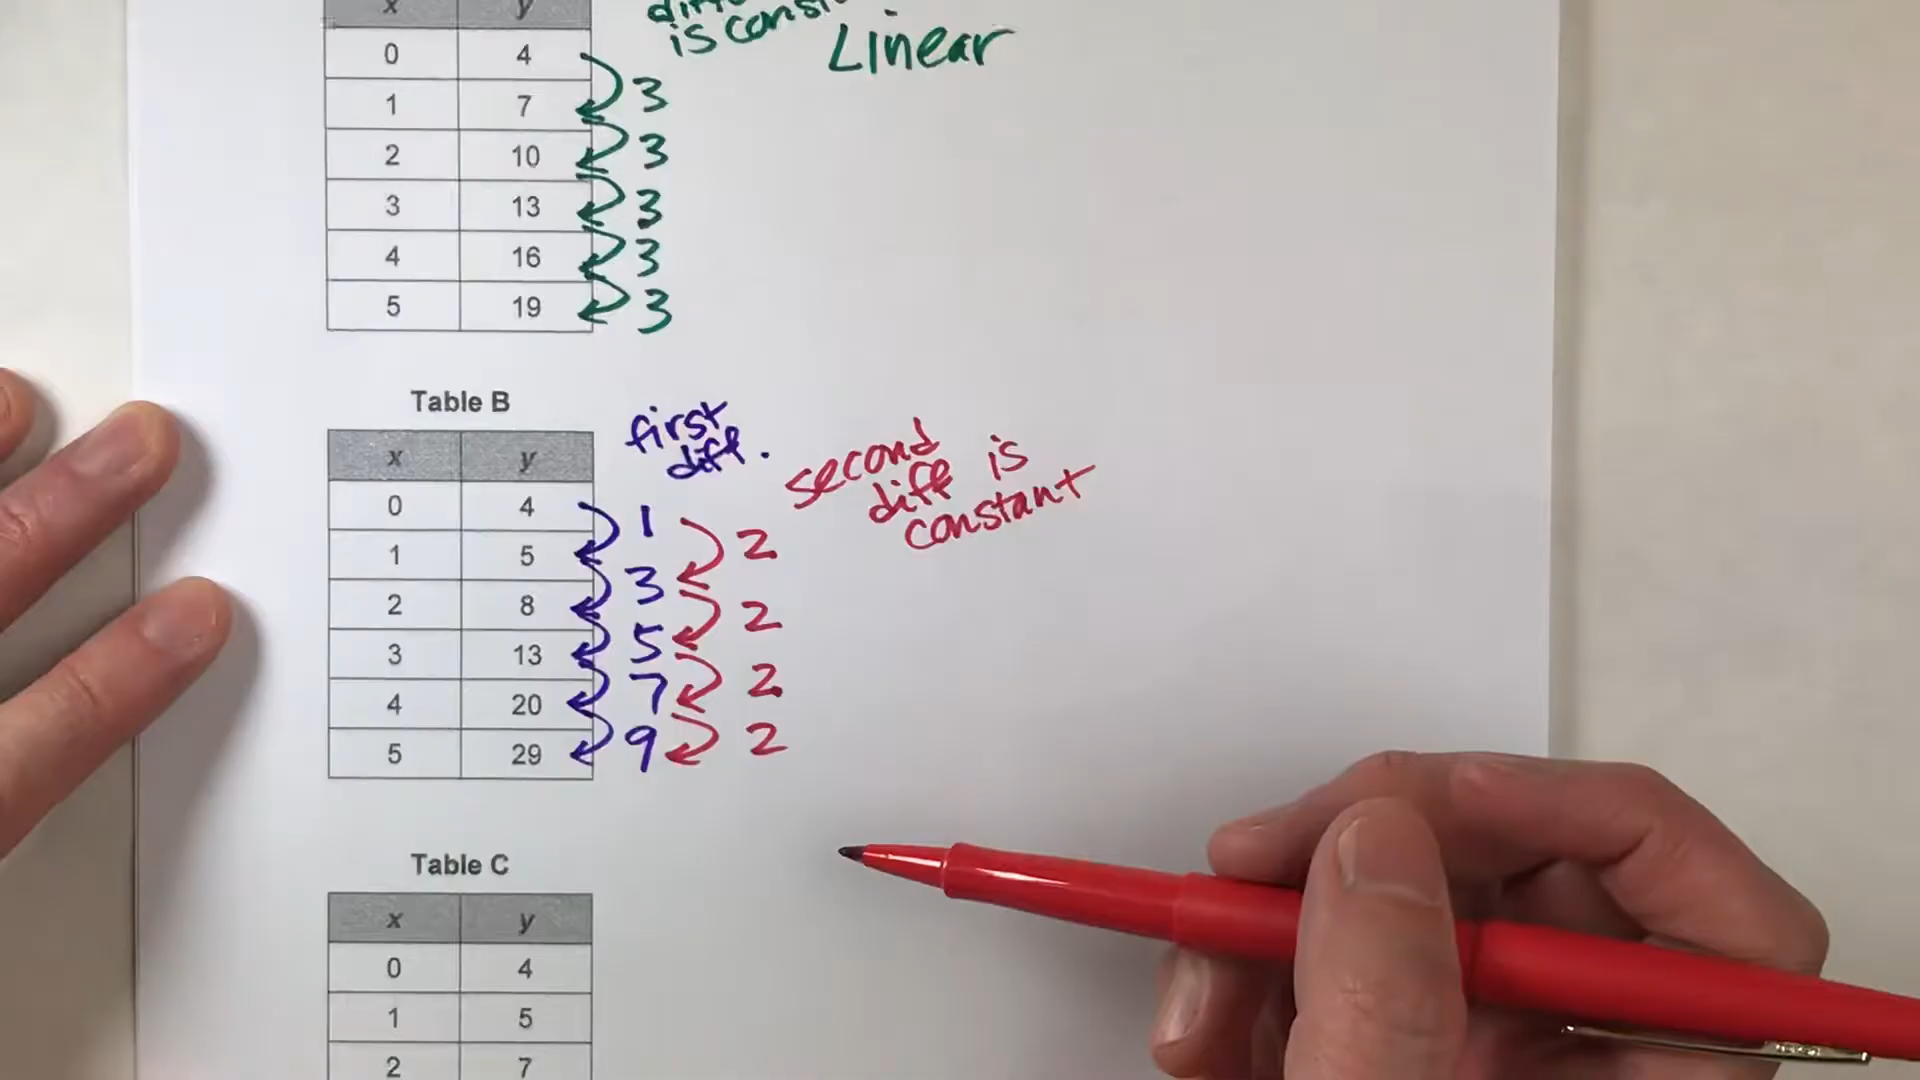 x y
diff
is const
Linear
0 4
3
1 7
3
2 10
3
3 13
3
4 16
3
5 19
Table B
first
diff.
second
diff is
constant
x y
0 4
1
2
1 5
3
2
2 8
5
2
3 13
7
2
4 20
9
5 29
Table C
x y
0 4
1 5
2 7